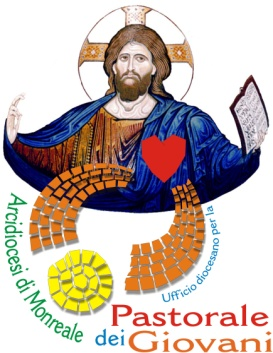 Arcidiocesi di Monreale
Ufficio diocesano per la
Pastorale
dei Giovani